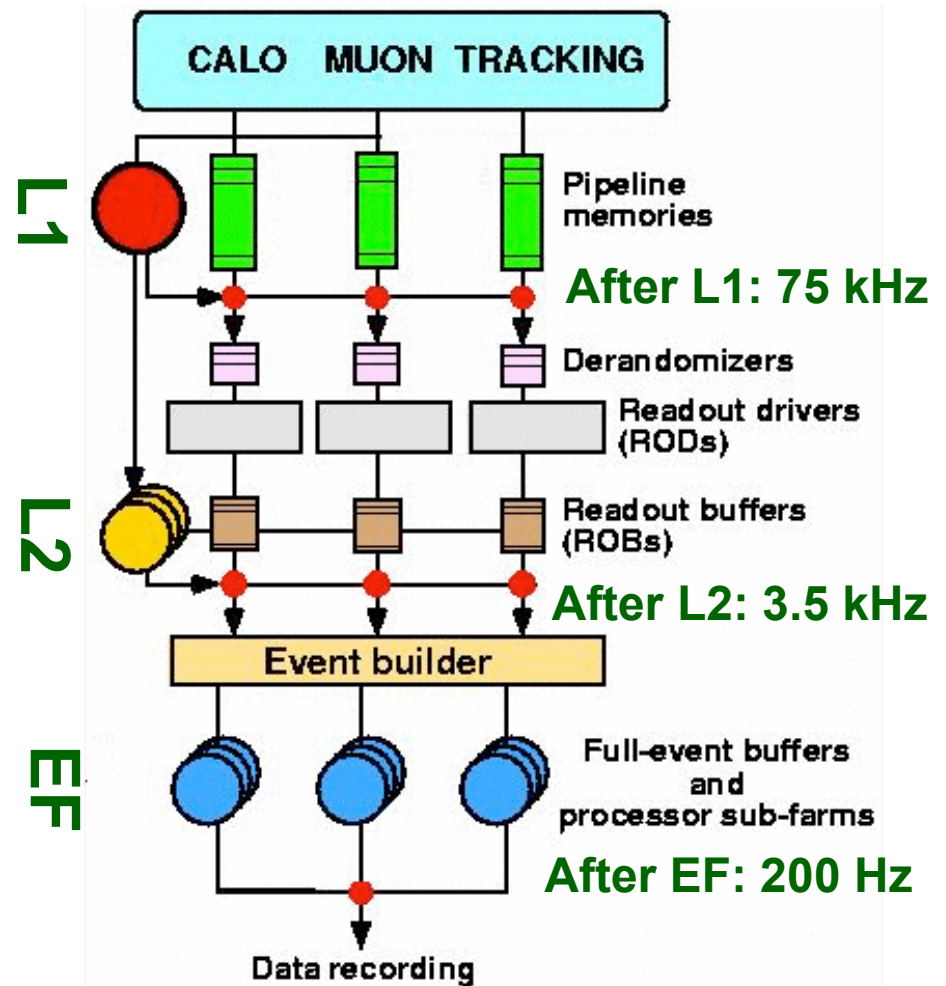 CALO MUON TRACKING
L1
Pipeline
memories
After L1: 75 kHz
Derandomizers
Readout drivers
(RODs)
L2
Readout buffers
(ROBs)
After L2: 3.5 kHz
Event builder
EF
Full-event buffers
and
processor sub-farms
After EF: 200 Hz
Data recording